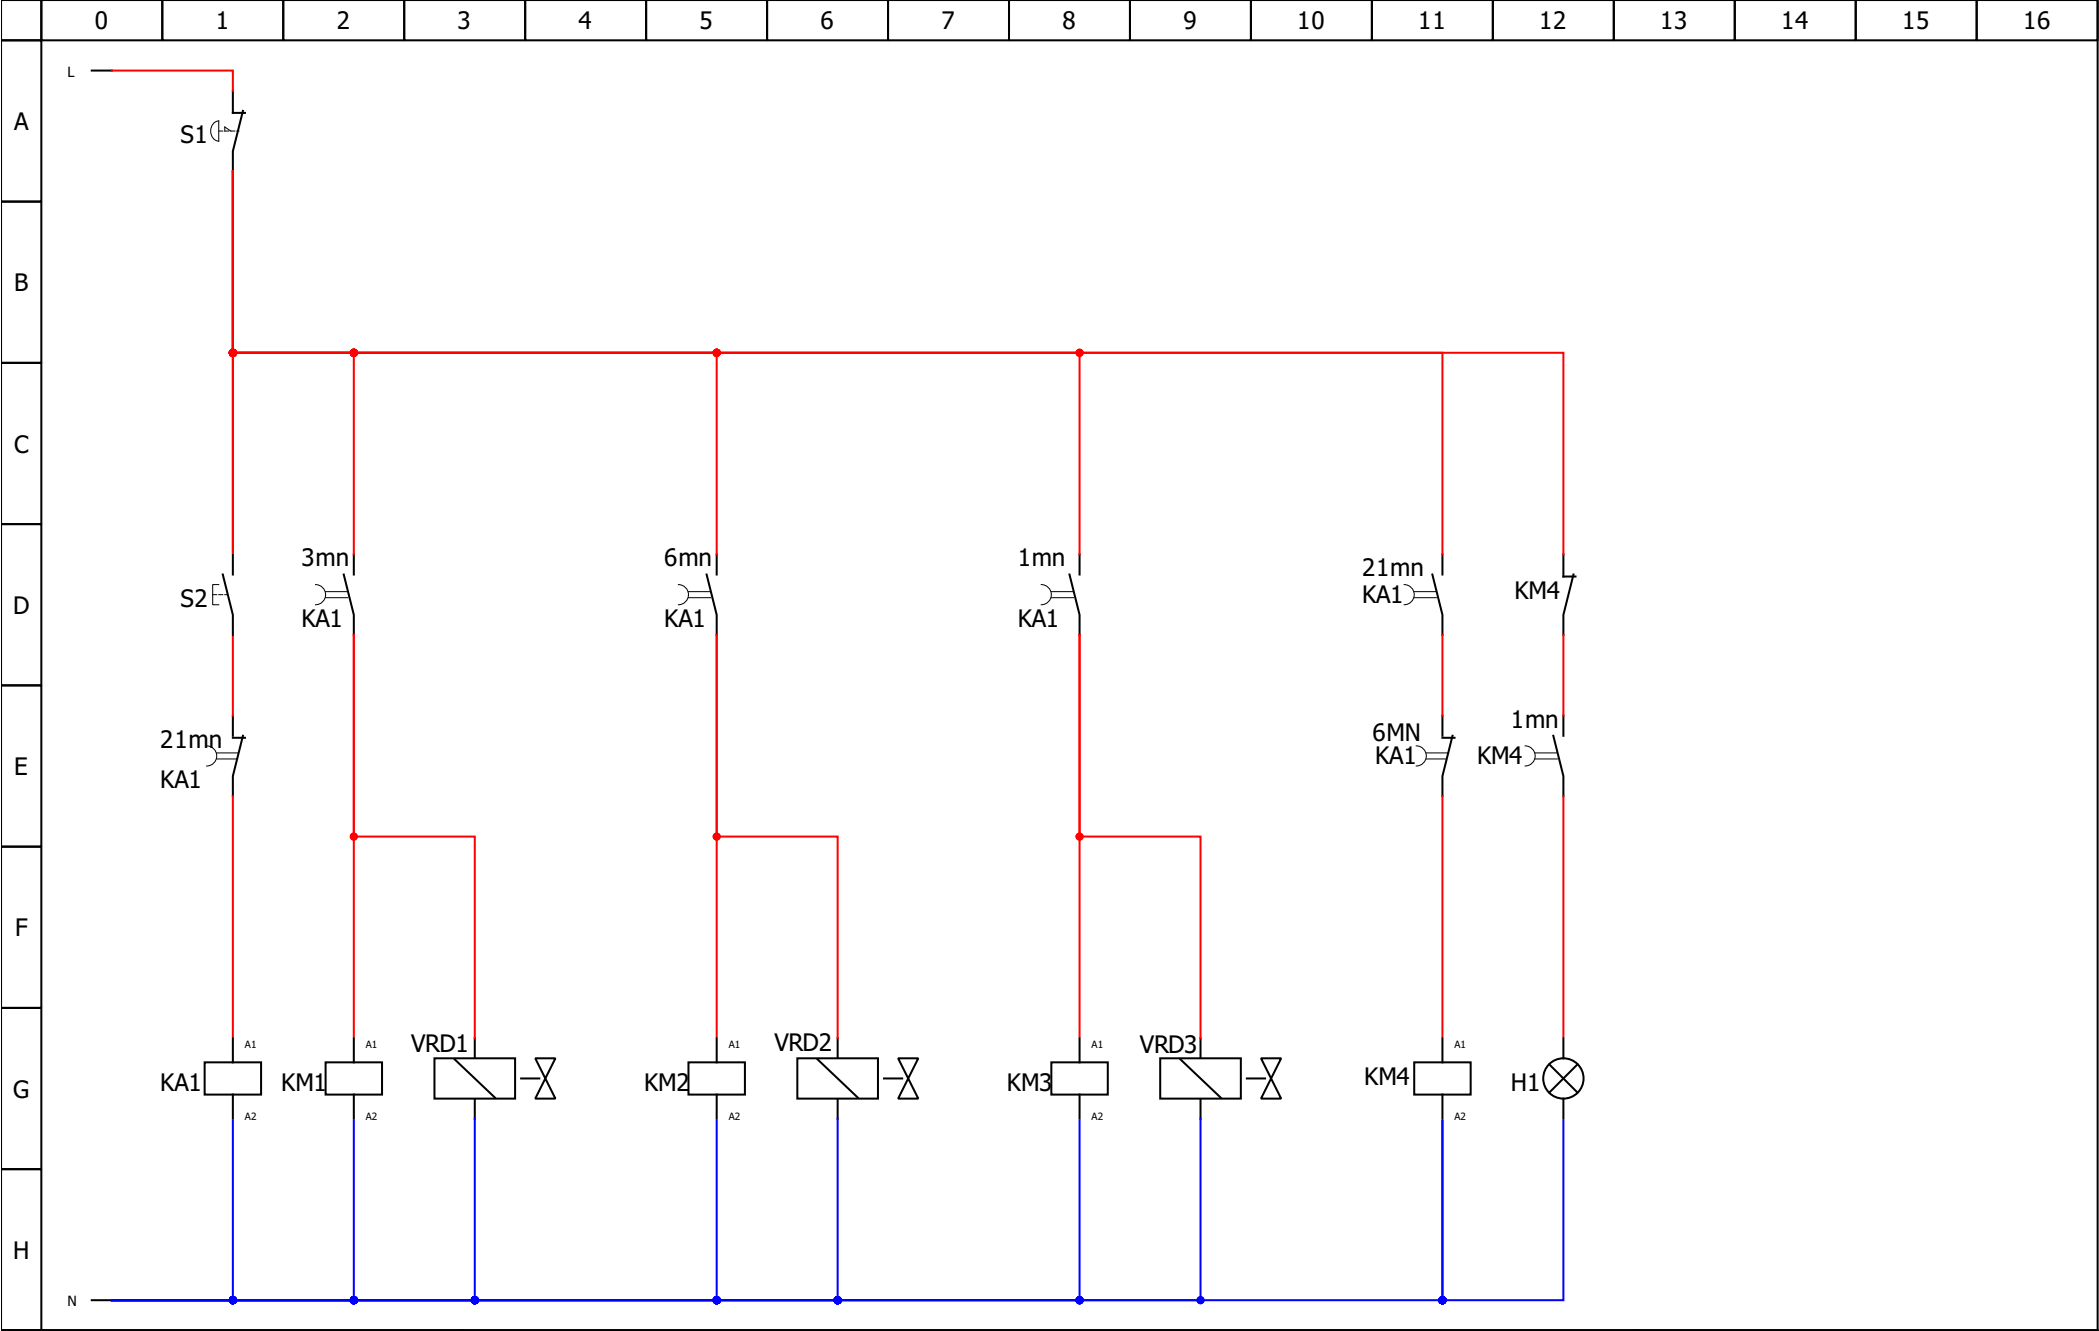 0 1 2 3 4 5 6 7 8 9 10 11 12 13 14 15 16
L
A
S1
B
C
3mn 6mn 1mn 21mn
D
S2 KA1 KA1 KA1 KA1 KM4
21mn 6MN 1mn
E
KA1 KA1 KM4
F
A1 A1 VRD1 A1 VRD2 A1 VRD3 A1
G
KA1 KM1 KM2 KM3 KM4 H1
A2 A2 A2 A2 A2
H
N